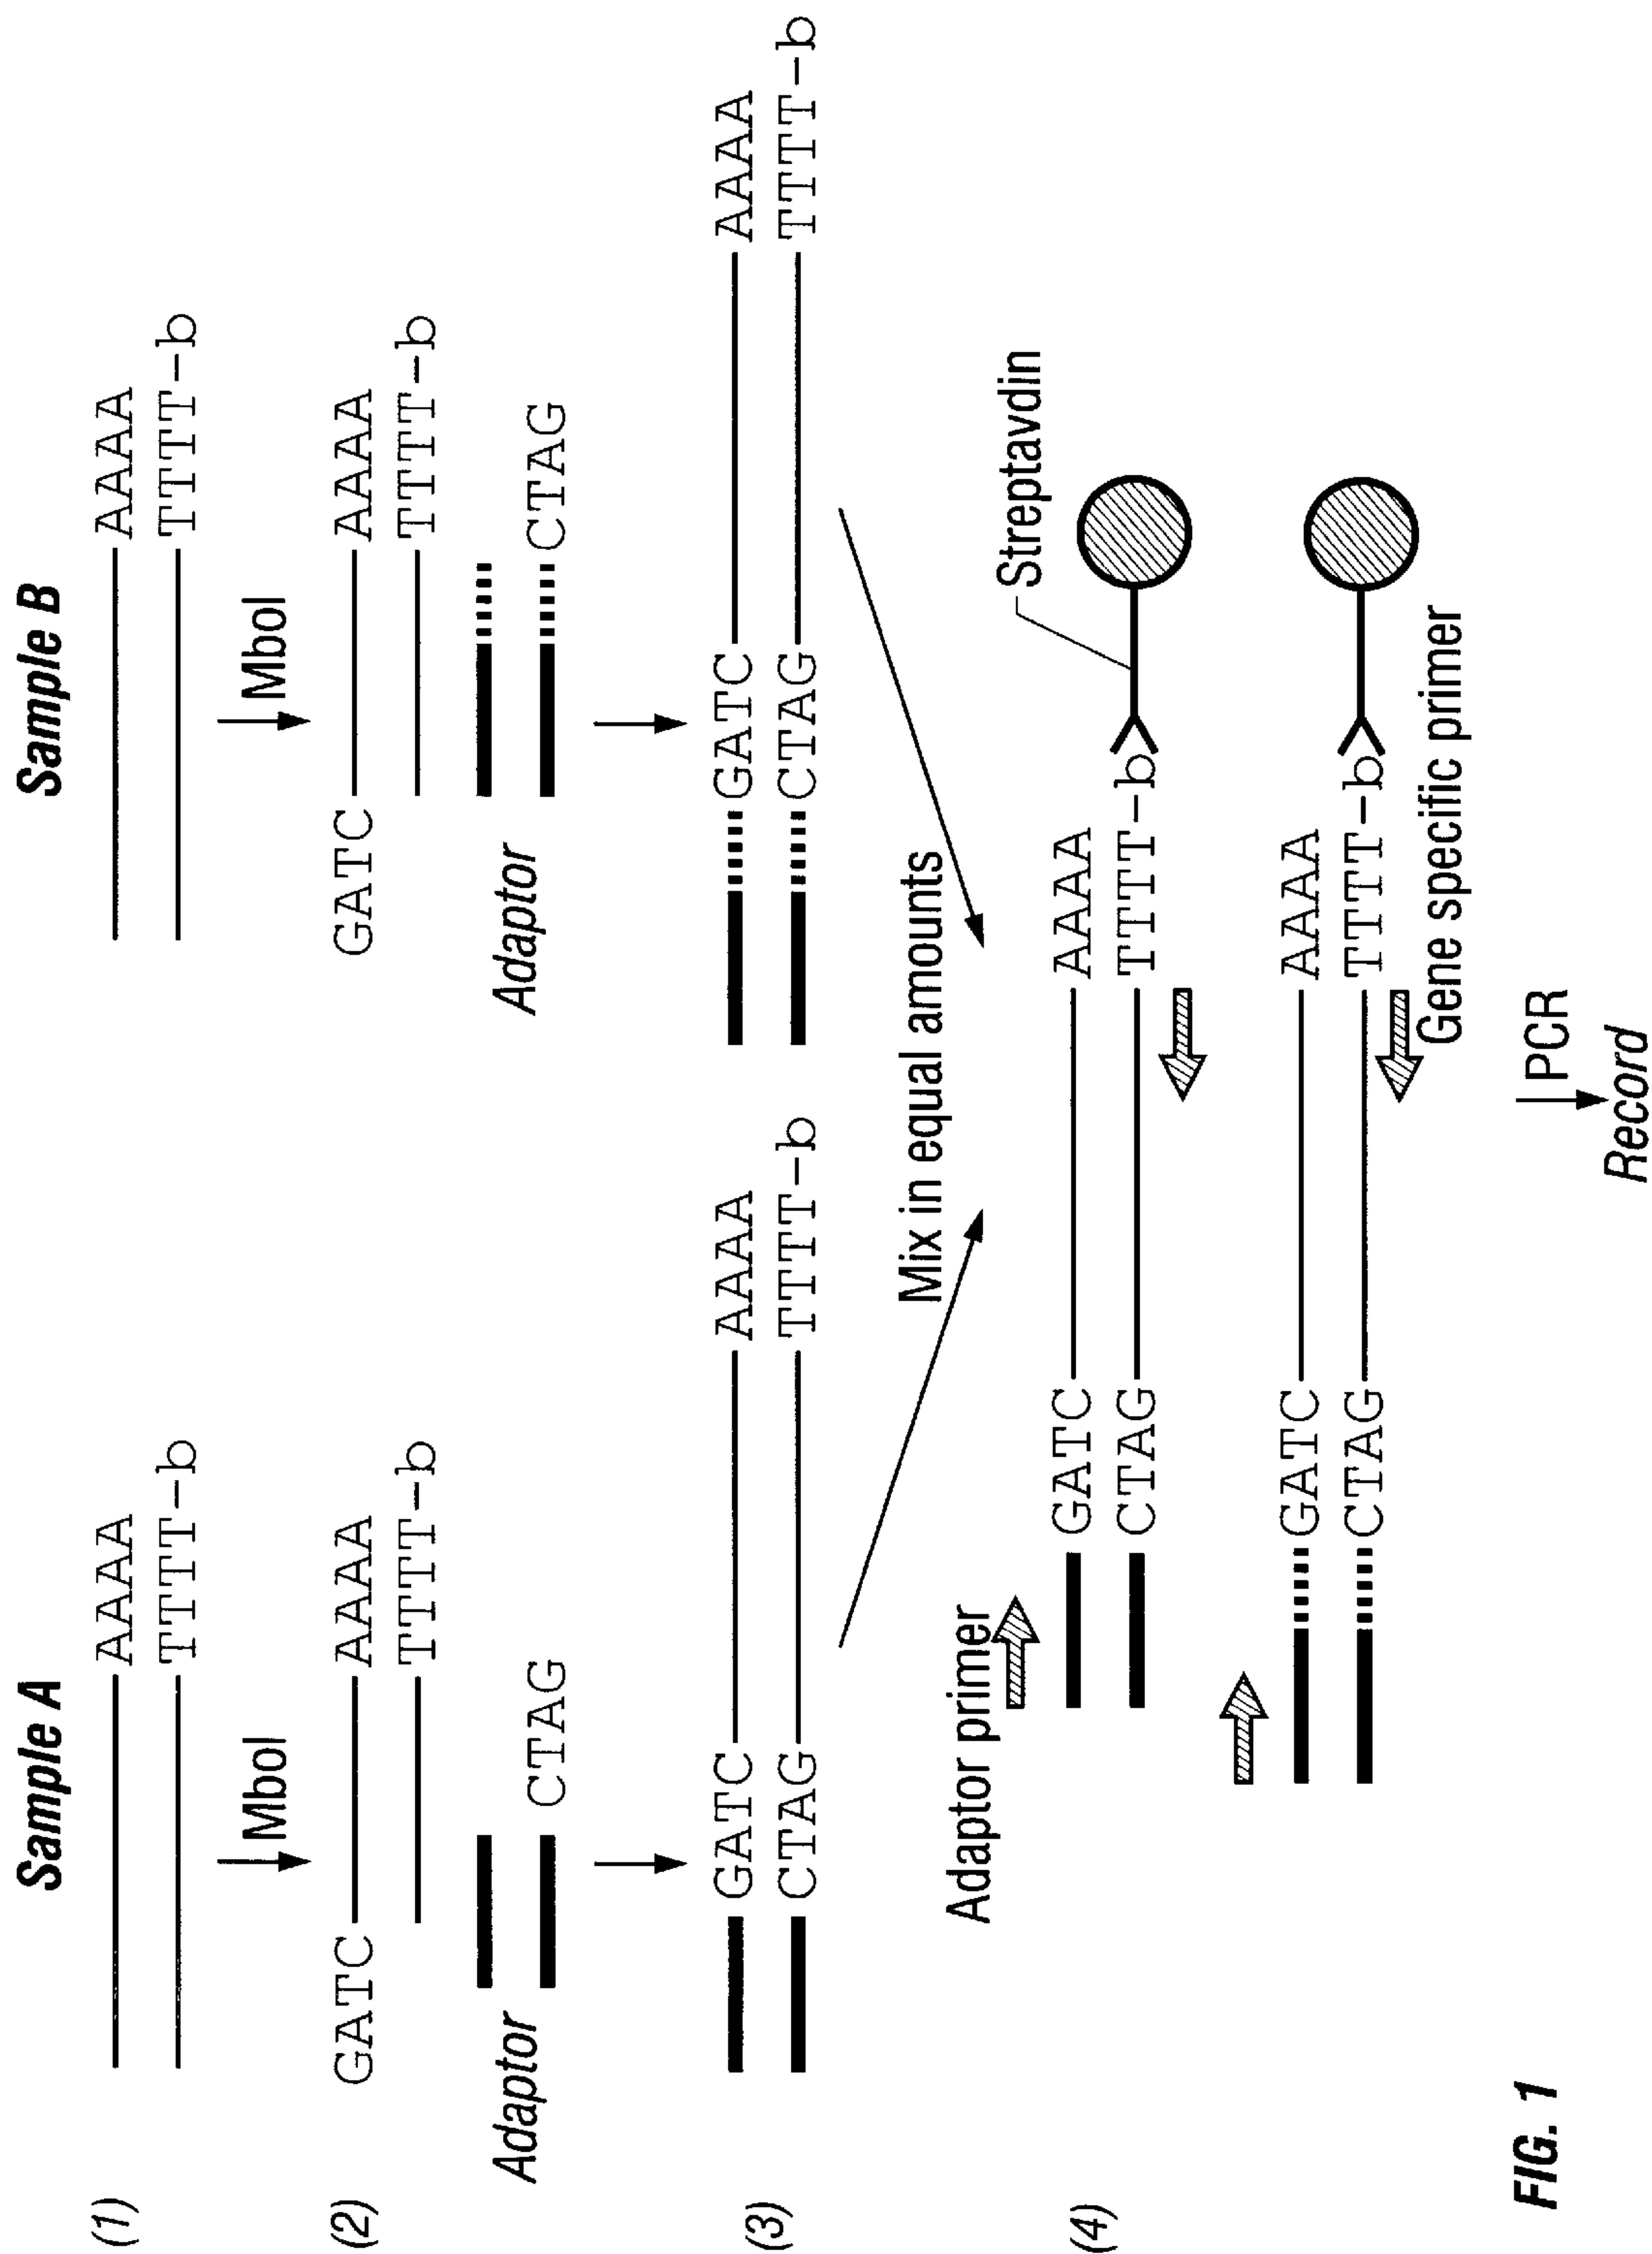 Sample A
Sample B
(1)
AAAA
TTTT-b
AAAA
TTTT-b
MboI
MboI
(2)
GATC
AAAA
TTTT-b
GATC
AAAA
TTTT-b
Adaptor
CTAG
Adaptor
CTAG
(3)
GATC
AAAA
CTAG
TTTT-b
GATC
AAAA
CTAG
TTTT-b
Mix in equal amounts
Adaptor primer
Streptavdin
(4)
GATC
AAAA
CTAG
TTTT-b
GATC
AAAA
CTAG
TTTT-b
Gene specific primer
PCR
Record
FIG. 1